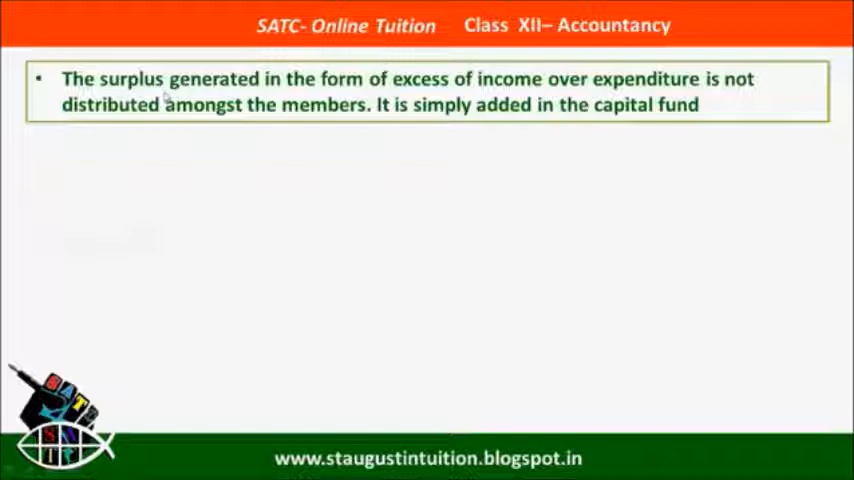 SATC- Online Tuition Class XII– Accountancy
• The surplus generated in the form of excess of income over expenditure is not
distributed amongst the members. It is simply added in the capital fund
SATC
www.staugustintuition.blogspot.in